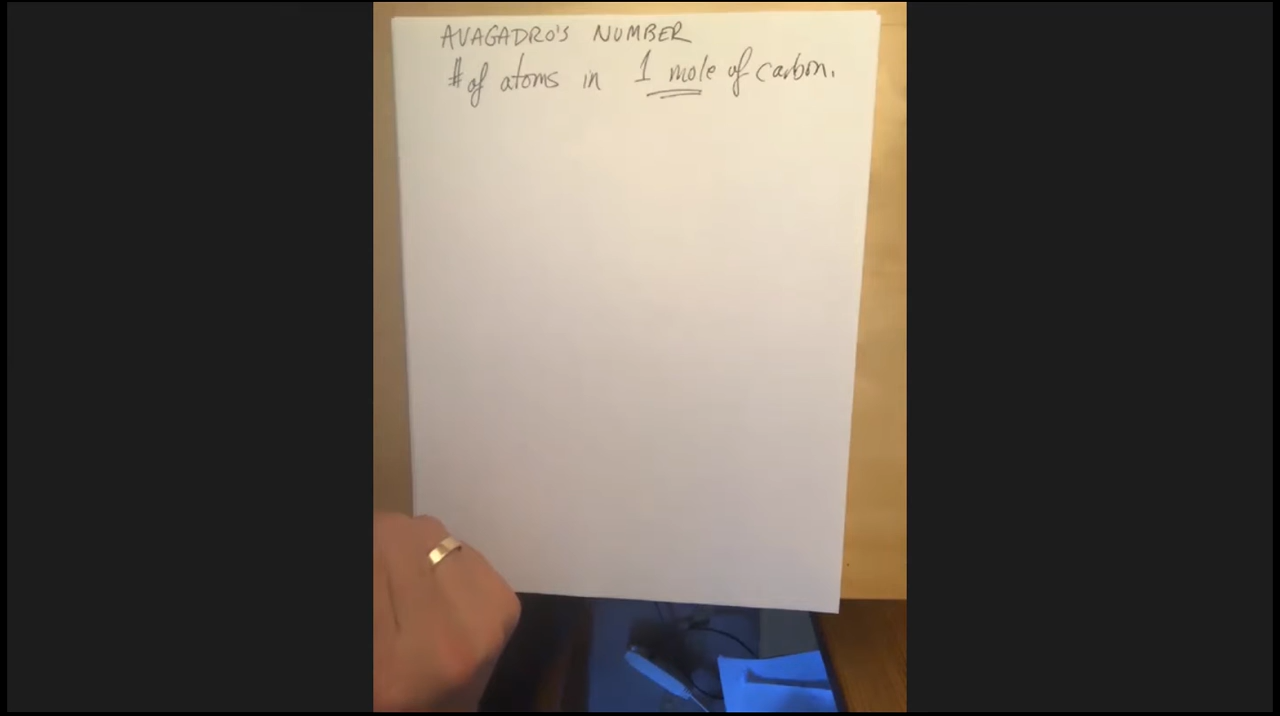 AVAGADRO'S NUMBER
# of atoms in 1 mole of carbon.